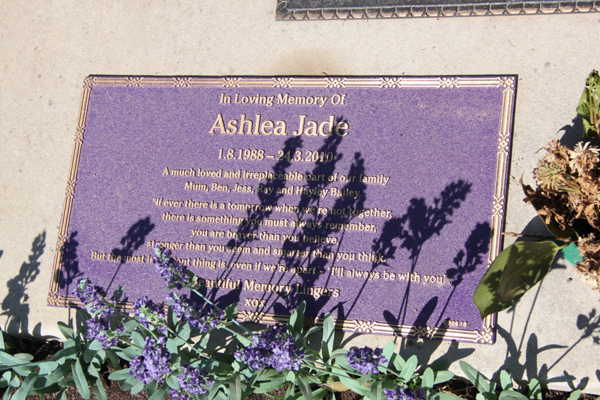 In Loving Memory Of
Ashlea Jade
1.8.1988 – 24.3.2010
A much loved and irreplaceable part of our family
Mum, Ben, Jess, Ray and Hayley Bailey
"If ever there is a tomorrow when we're not together,
there is something you must always remember,
you are braver than you believe,
stronger than you seem and smarter than you think.
But the most important thing is, even if we're apart - I'll always be with you"
Beautiful Memory Lingers
xox